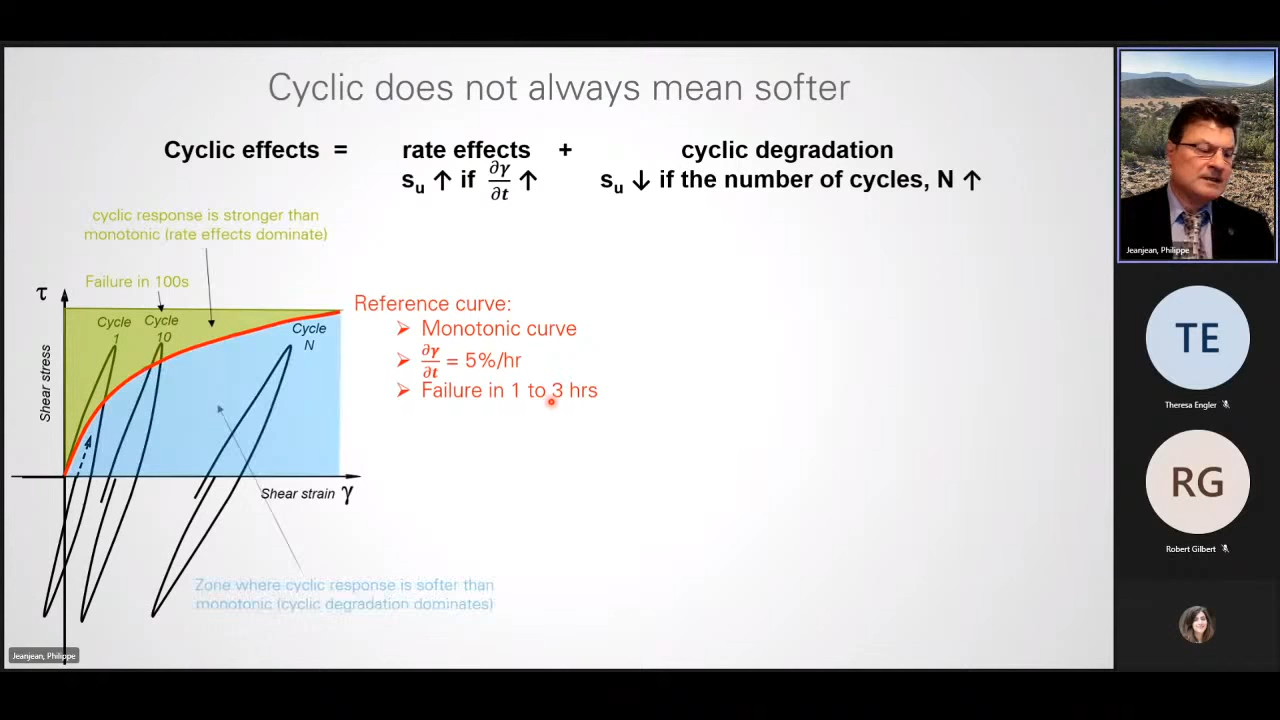 Cyclic does not always mean softer
Cyclic effects = rate effects + cyclic degradation
su ↑ if ∂γ/∂t ↑ su ↓ if the number of cycles, N ↑
cyclic response is stronger than
monotonic (rate effects dominate)
Failure in 100s
τ
Cycle
1
Cycle
10
Cycle
N
Shear stress
Shear strain γ
Reference curve:
➢ Monotonic curve
➢ ∂γ/∂t = 5%/hr
➢ Failure in 1 to 3 hrs
Zone where cyclic response is softer than
monotonic (cyclic degradation dominates)
Jeanjean, Philippe
Jeanjean, Philippe
TE
Theresa Engler
RG
Robert Gilbert